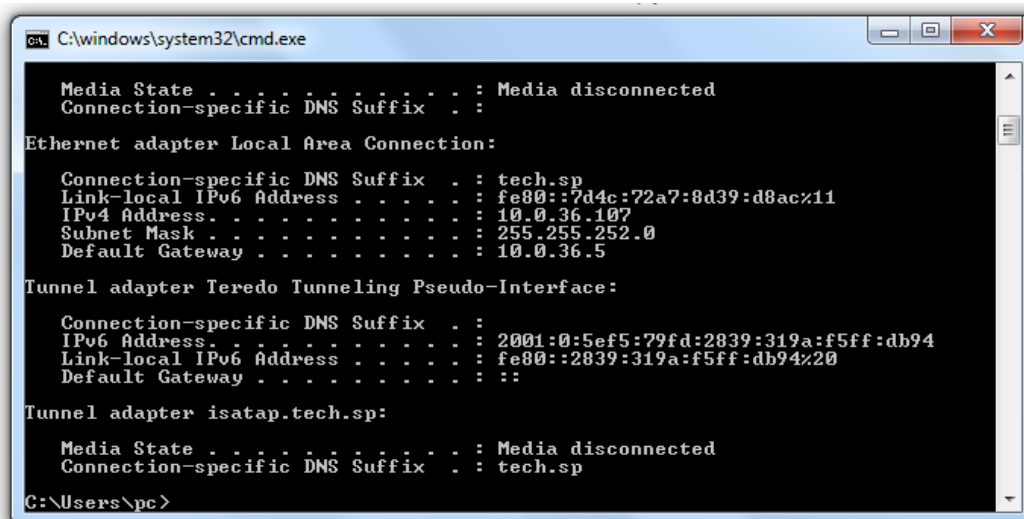 C:\windows\system32\cmd.exe
Media State . . . . . . . . . . . : Media disconnected
Connection-specific DNS Suffix  . :
Ethernet adapter Local Area Connection:
Connection-specific DNS Suffix  . : tech.sp
Link-local IPv6 Address . . . . . : fe80::7d4c:72a7:8d39:d8ac%11
IPv4 Address. . . . . . . . . . . : 10.0.36.107
Subnet Mask . . . . . . . . . . . : 255.255.252.0
Default Gateway . . . . . . . . . : 10.0.36.5
Tunnel adapter Teredo Tunneling Pseudo-Interface:
Connection-specific DNS Suffix  . :
IPv6 Address. . . . . . . . . . . : 2001:0:5ef5:79fd:2839:319a:f5ff:db94
Link-local IPv6 Address . . . . . : fe80::2839:319a:f5ff:db94%20
Default Gateway . . . . . . . . . : ::
Tunnel adapter isatap.tech.sp:
Media State . . . . . . . . . . . : Media disconnected
Connection-specific DNS Suffix  . : tech.sp
C:\Users\pc>